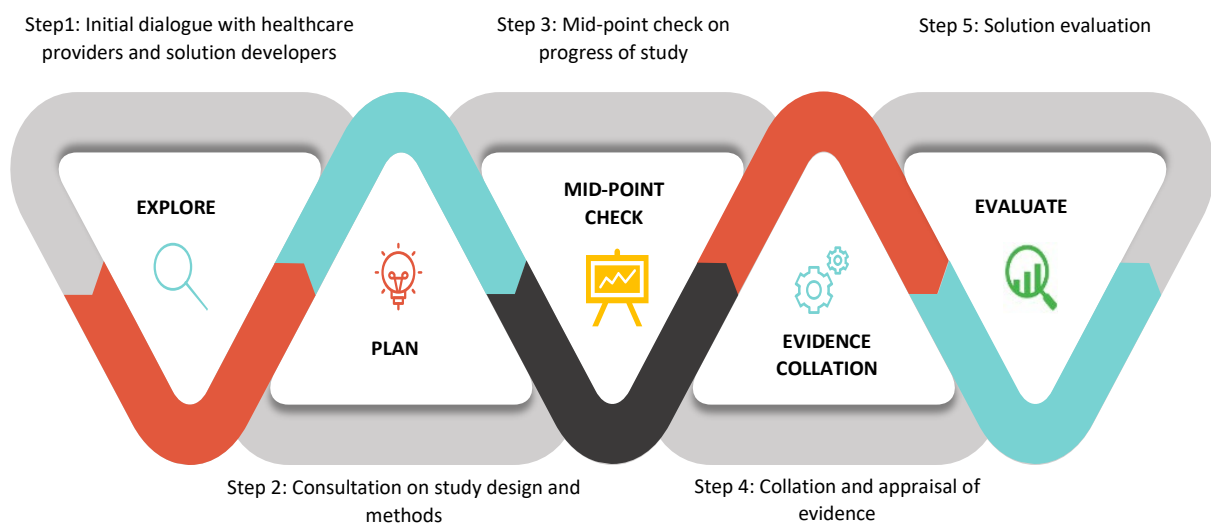 Step1: Initial dialogue with healthcare
providers and solution developers
Step 3: Mid-point check on
progress of study
Step 5: Solution evaluation
EXPLORE
PLAN
MID-POINT
CHECK
EVIDENCE
COLLATION
EVALUATE
Step 2: Consultation on study design and
methods
Step 4: Collation and appraisal of
evidence